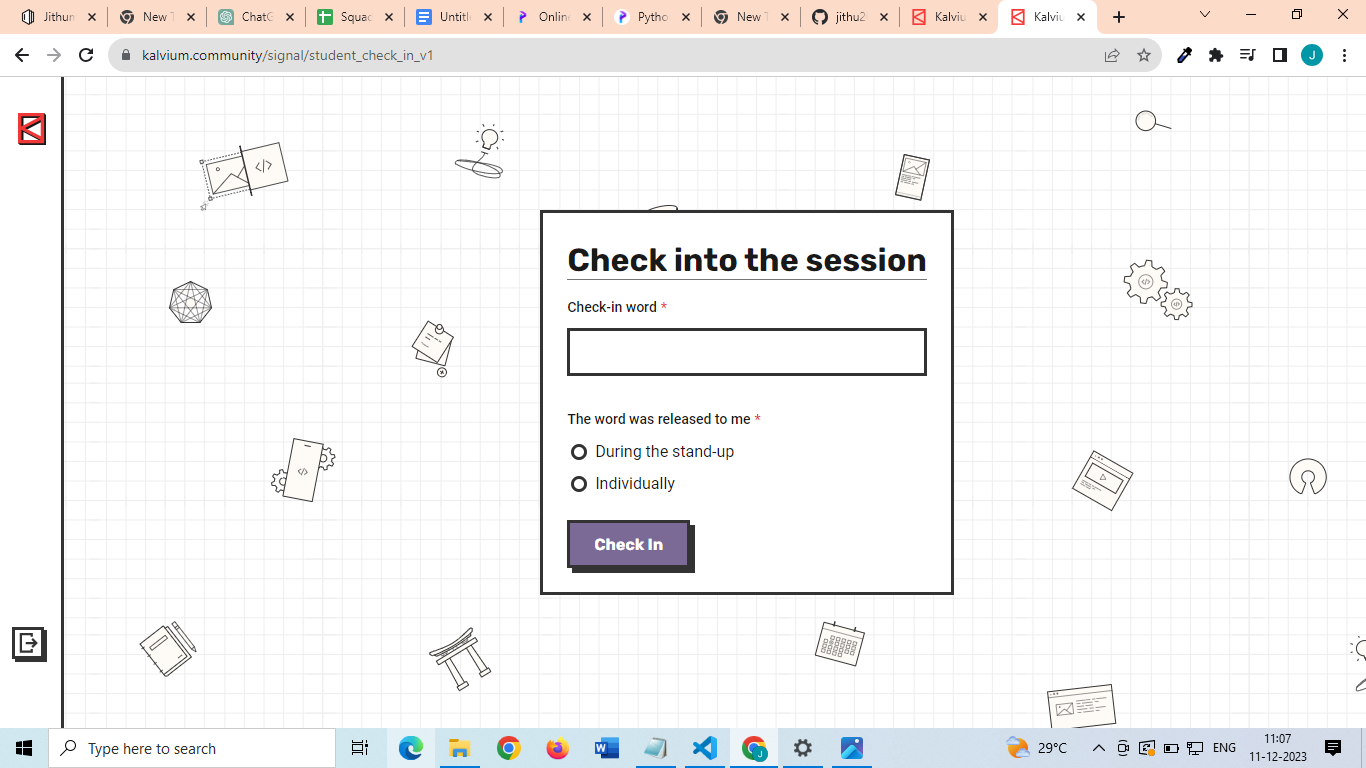 Jithun
New T
ChatG
Squad
Untitle
Online
Pytho
New T
jithu2
Kalviu
Kalviu
kalvium.community/signal/student_check_in_v1
J
Check into the session
Check-in word *
The word was released to me *
During the stand-up
Individually
Check In
Type here to search
29°C
ENG
11:07
11-12-2023